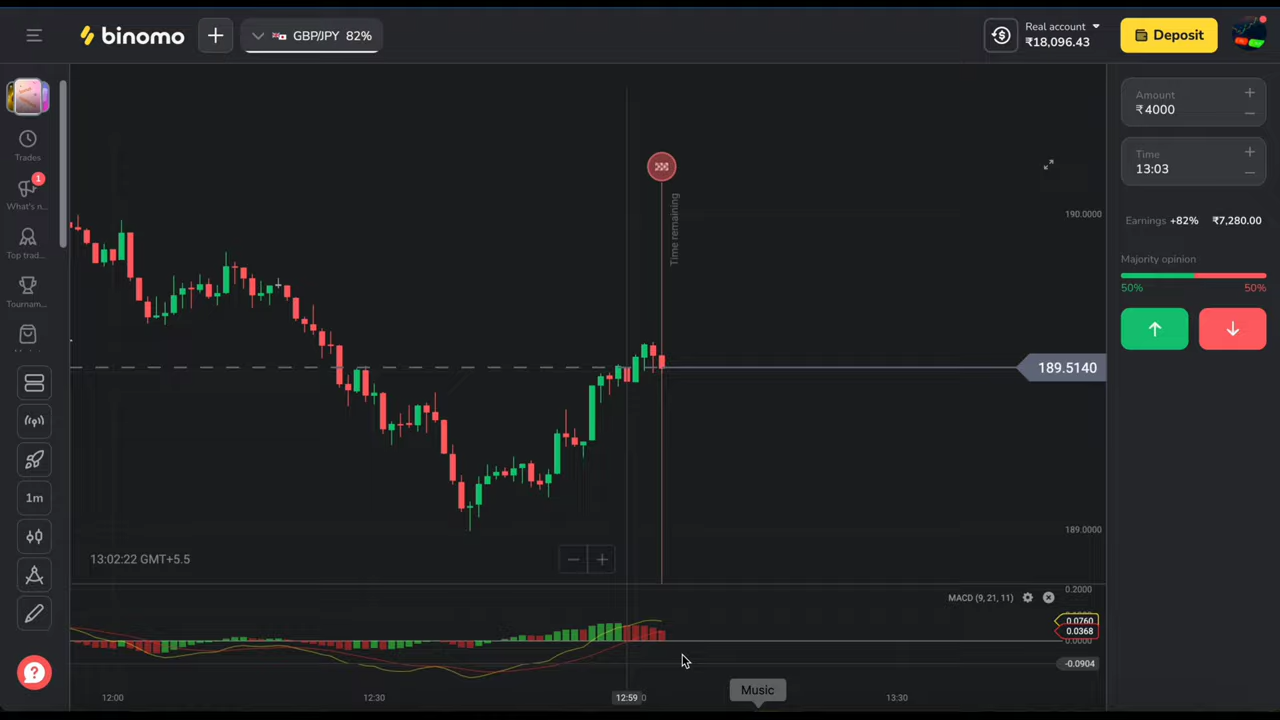 binomo
GBP/JPY 82%
Real account
₹18,096.43
Deposit
Trades
1
What's n...
Top trad...
Tournam...
1m
Time remaining
190.0000
189.5140
189.0000
13:02:22 GMT+5.5
Amount
₹4000
Time
13:03
Earnings +82% ₹7,280.00
Majority opinion
50% 50%
MACD (9, 21, 11)
0.2000
0.0760
0.0368
-0.0904
12:00
12:30
12:59
13:30
Music